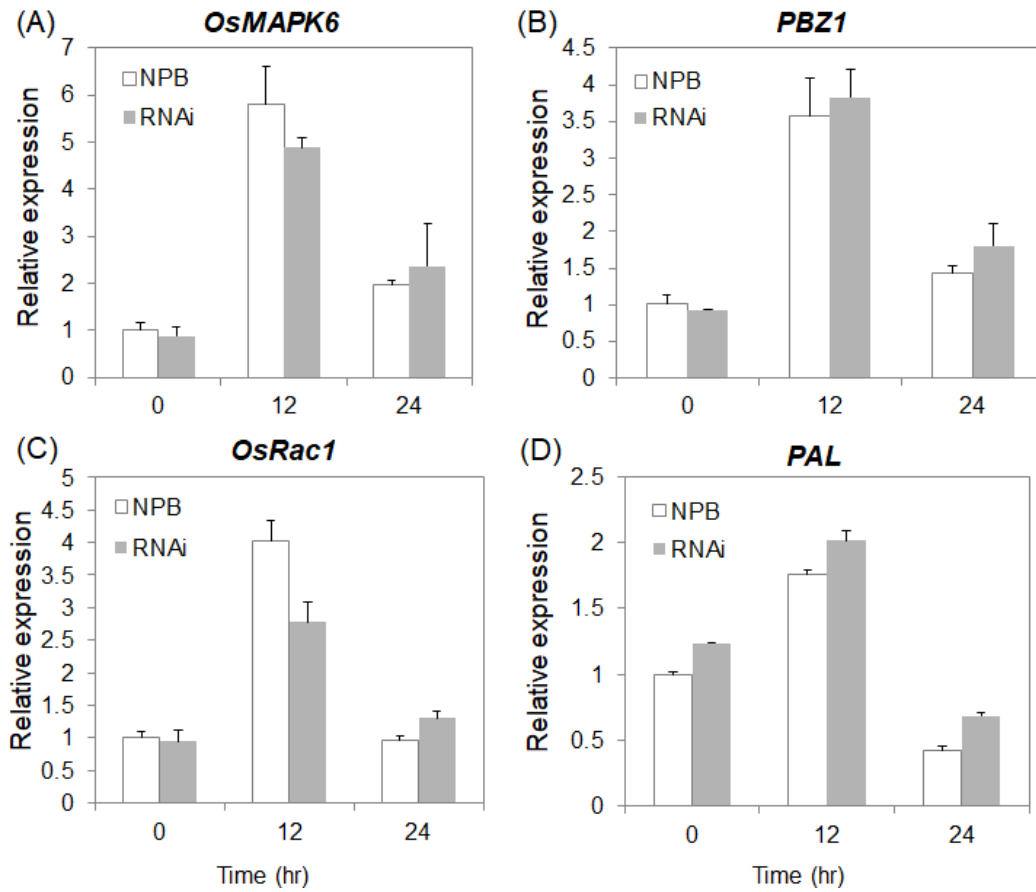 (A) OsMAPK6
7
6
5
4
3
2
1
0
Relative expression
NPB
RNAi
0 12 24
(B) PBZ1
4.5
4
3.5
3
2.5
2
1.5
1
0.5
0
Relative expression
NPB
RNAi
0 12 24
(C) OsRac1
5
4.5
4
3.5
3
2.5
2
1.5
1
0.5
0
Relative expression
NPB
RNAi
0 12 24
Time (hr)
(D) PAL
2.5
2
1.5
1
0.5
0
Relative expression
NPB
RNAi
0 12 24
Time (hr)